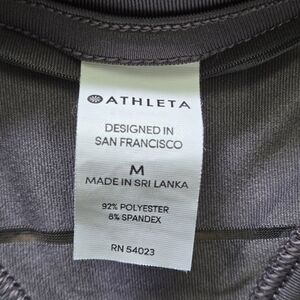 ATHLETA
DESIGNED IN
SAN FRANCISCO
M
MADE IN SRI LANKA
92% POLYESTER
8% SPANDEX
RN 54023